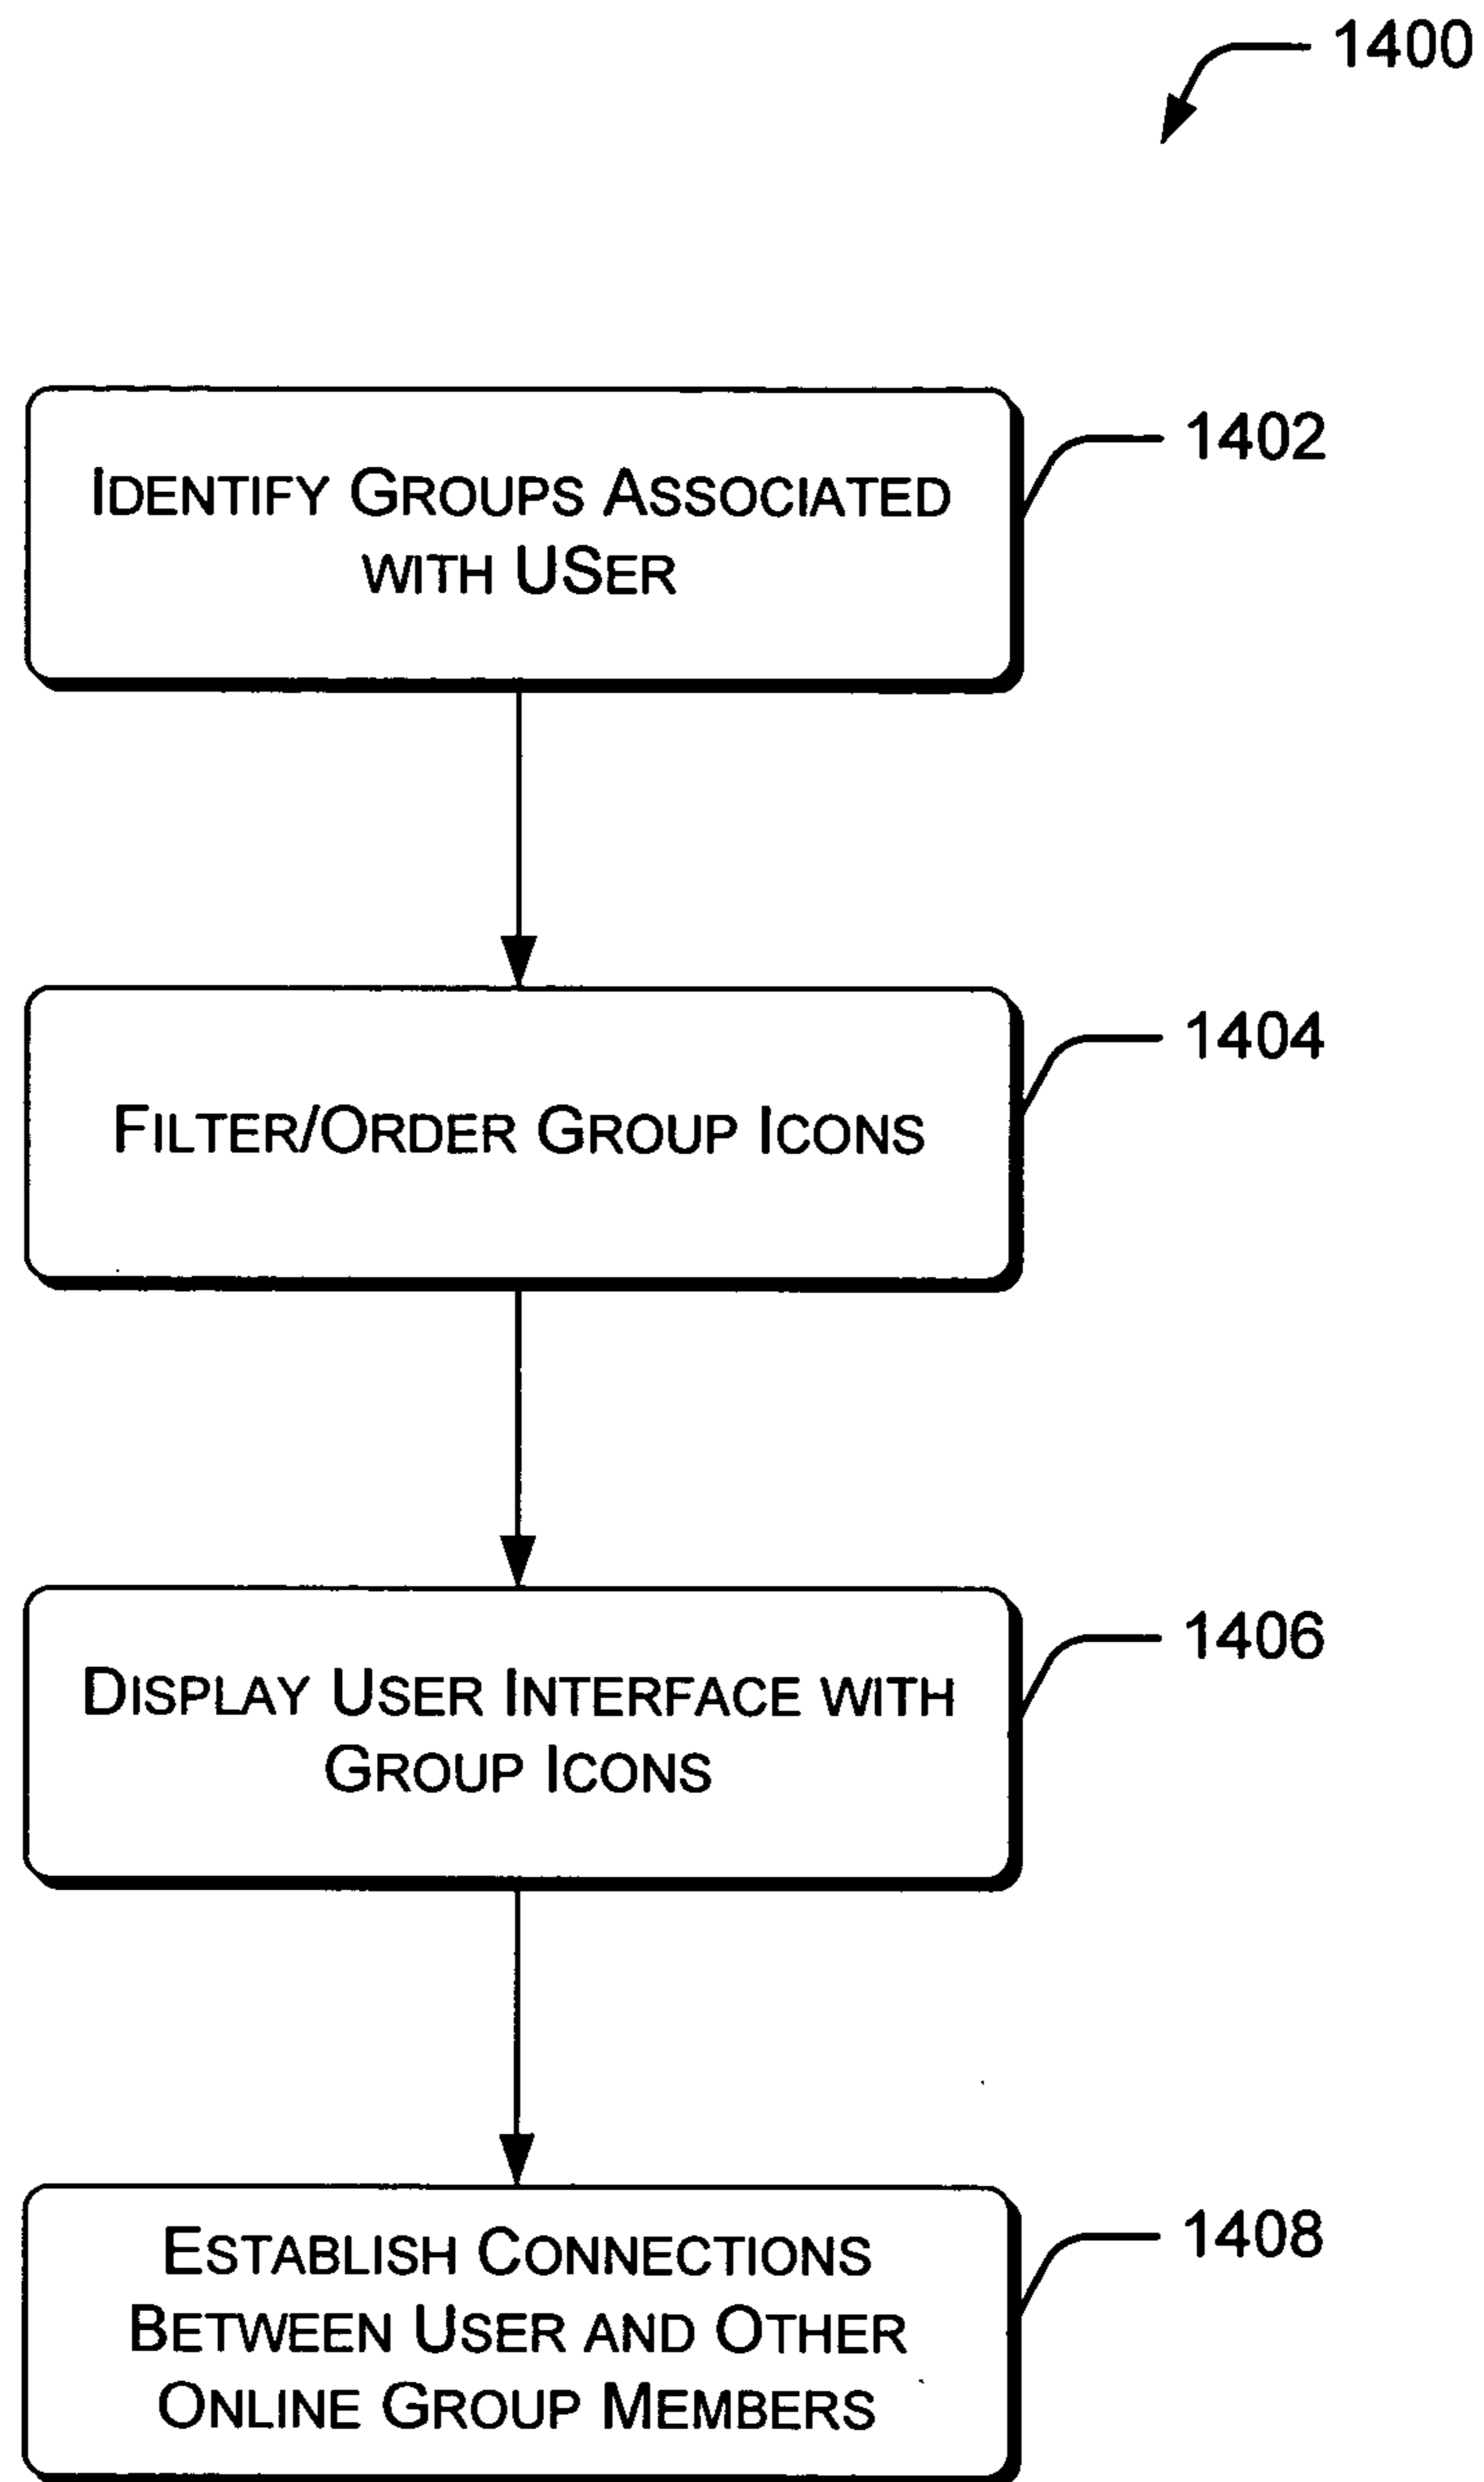 1400
IDENTIFY GROUPS ASSOCIATED
WITH USER
1402
FILTER/ORDER GROUP ICONS
1404
DISPLAY USER INTERFACE WITH
GROUP ICONS
1406
ESTABLISH CONNECTIONS
BETWEEN USER AND OTHER
ONLINE GROUP MEMBERS
1408